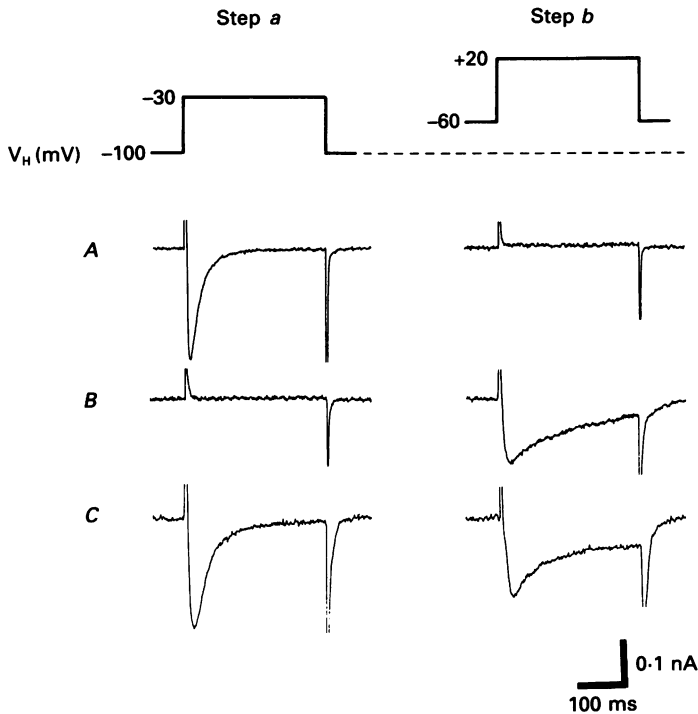 Step a
Step b
+20
−30
−60
V_H (mV) −100
A
B
C
0·1 nA
100 ms